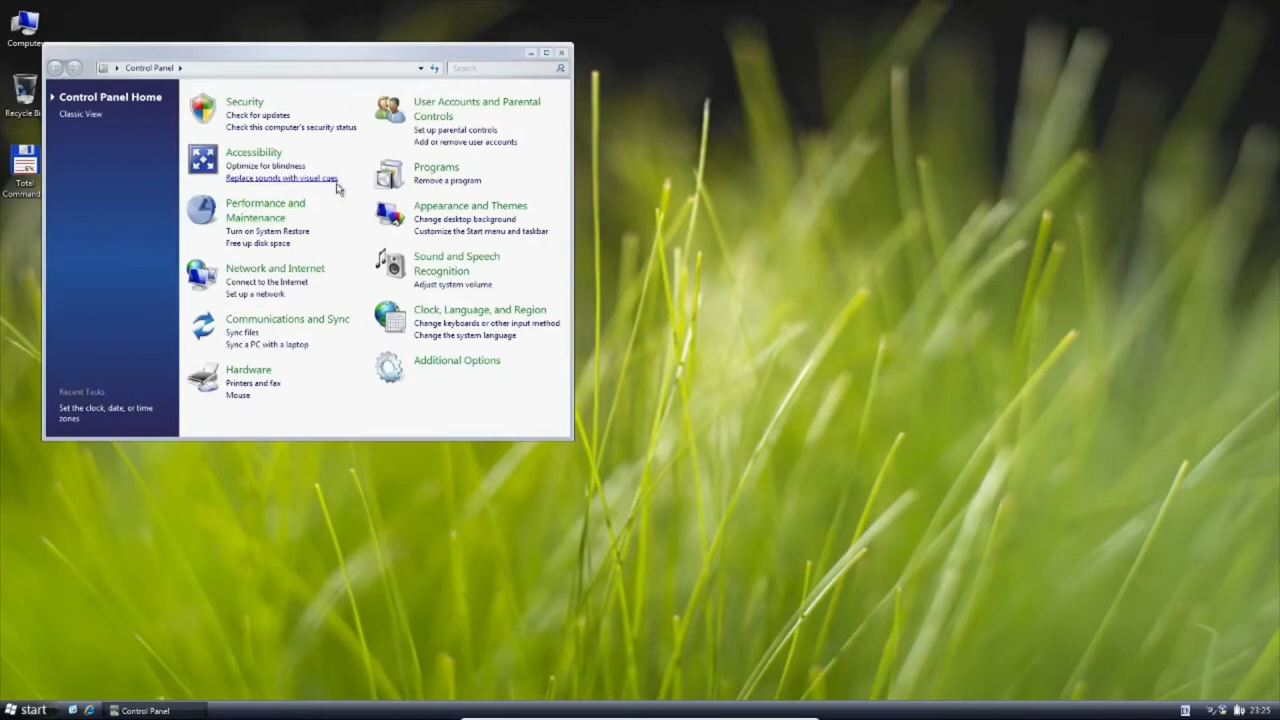 Computer
Recycle Bi
Total
Command
Control Panel
Search
Control Panel Home
Classic View
Recent Tasks
Set the clock, date, or time
zones
Security
Check for updates
Check this computer's security status
Accessibility
Optimize for blindness
Replace sounds with visual cues
Performance and
Maintenance
Turn on System Restore
Free up disk space
Network and Internet
Connect to the Internet
Set up a network
Communications and Sync
Sync files
Sync a PC with a laptop
Hardware
Printers and fax
Mouse
User Accounts and Parental
Controls
Set up parental controls
Add or remove user accounts
Programs
Remove a program
Appearance and Themes
Change desktop background
Customize the Start menu and taskbar
Sound and Speech
Recognition
Adjust system volume
Clock, Language, and Region
Change keyboards or other input method
Change the system language
Additional Options
start
Control Panel
EN
23:25